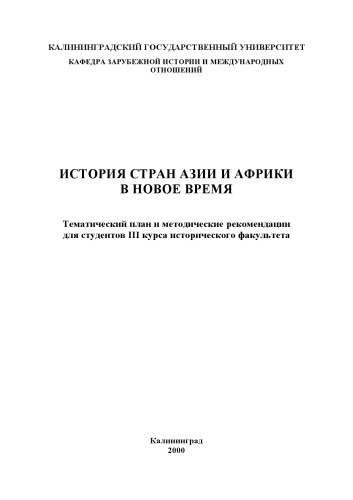 КАЛИНИНГРАДСКИЙ ГОСУДАРСТВЕННЫЙ УНИВЕРСИТЕТ
КАФЕДРА ЗАРУБЕЖНОЙ ИСТОРИИ И МЕЖДУНАРОДНЫХ
ОТНОШЕНИЙ
ИСТОРИЯ СТРАН АЗИИ И АФРИКИ
В НОВОЕ ВРЕМЯ
Тематический план и методические рекомендации
для студентов III курса исторического факультета
Калининград
2000